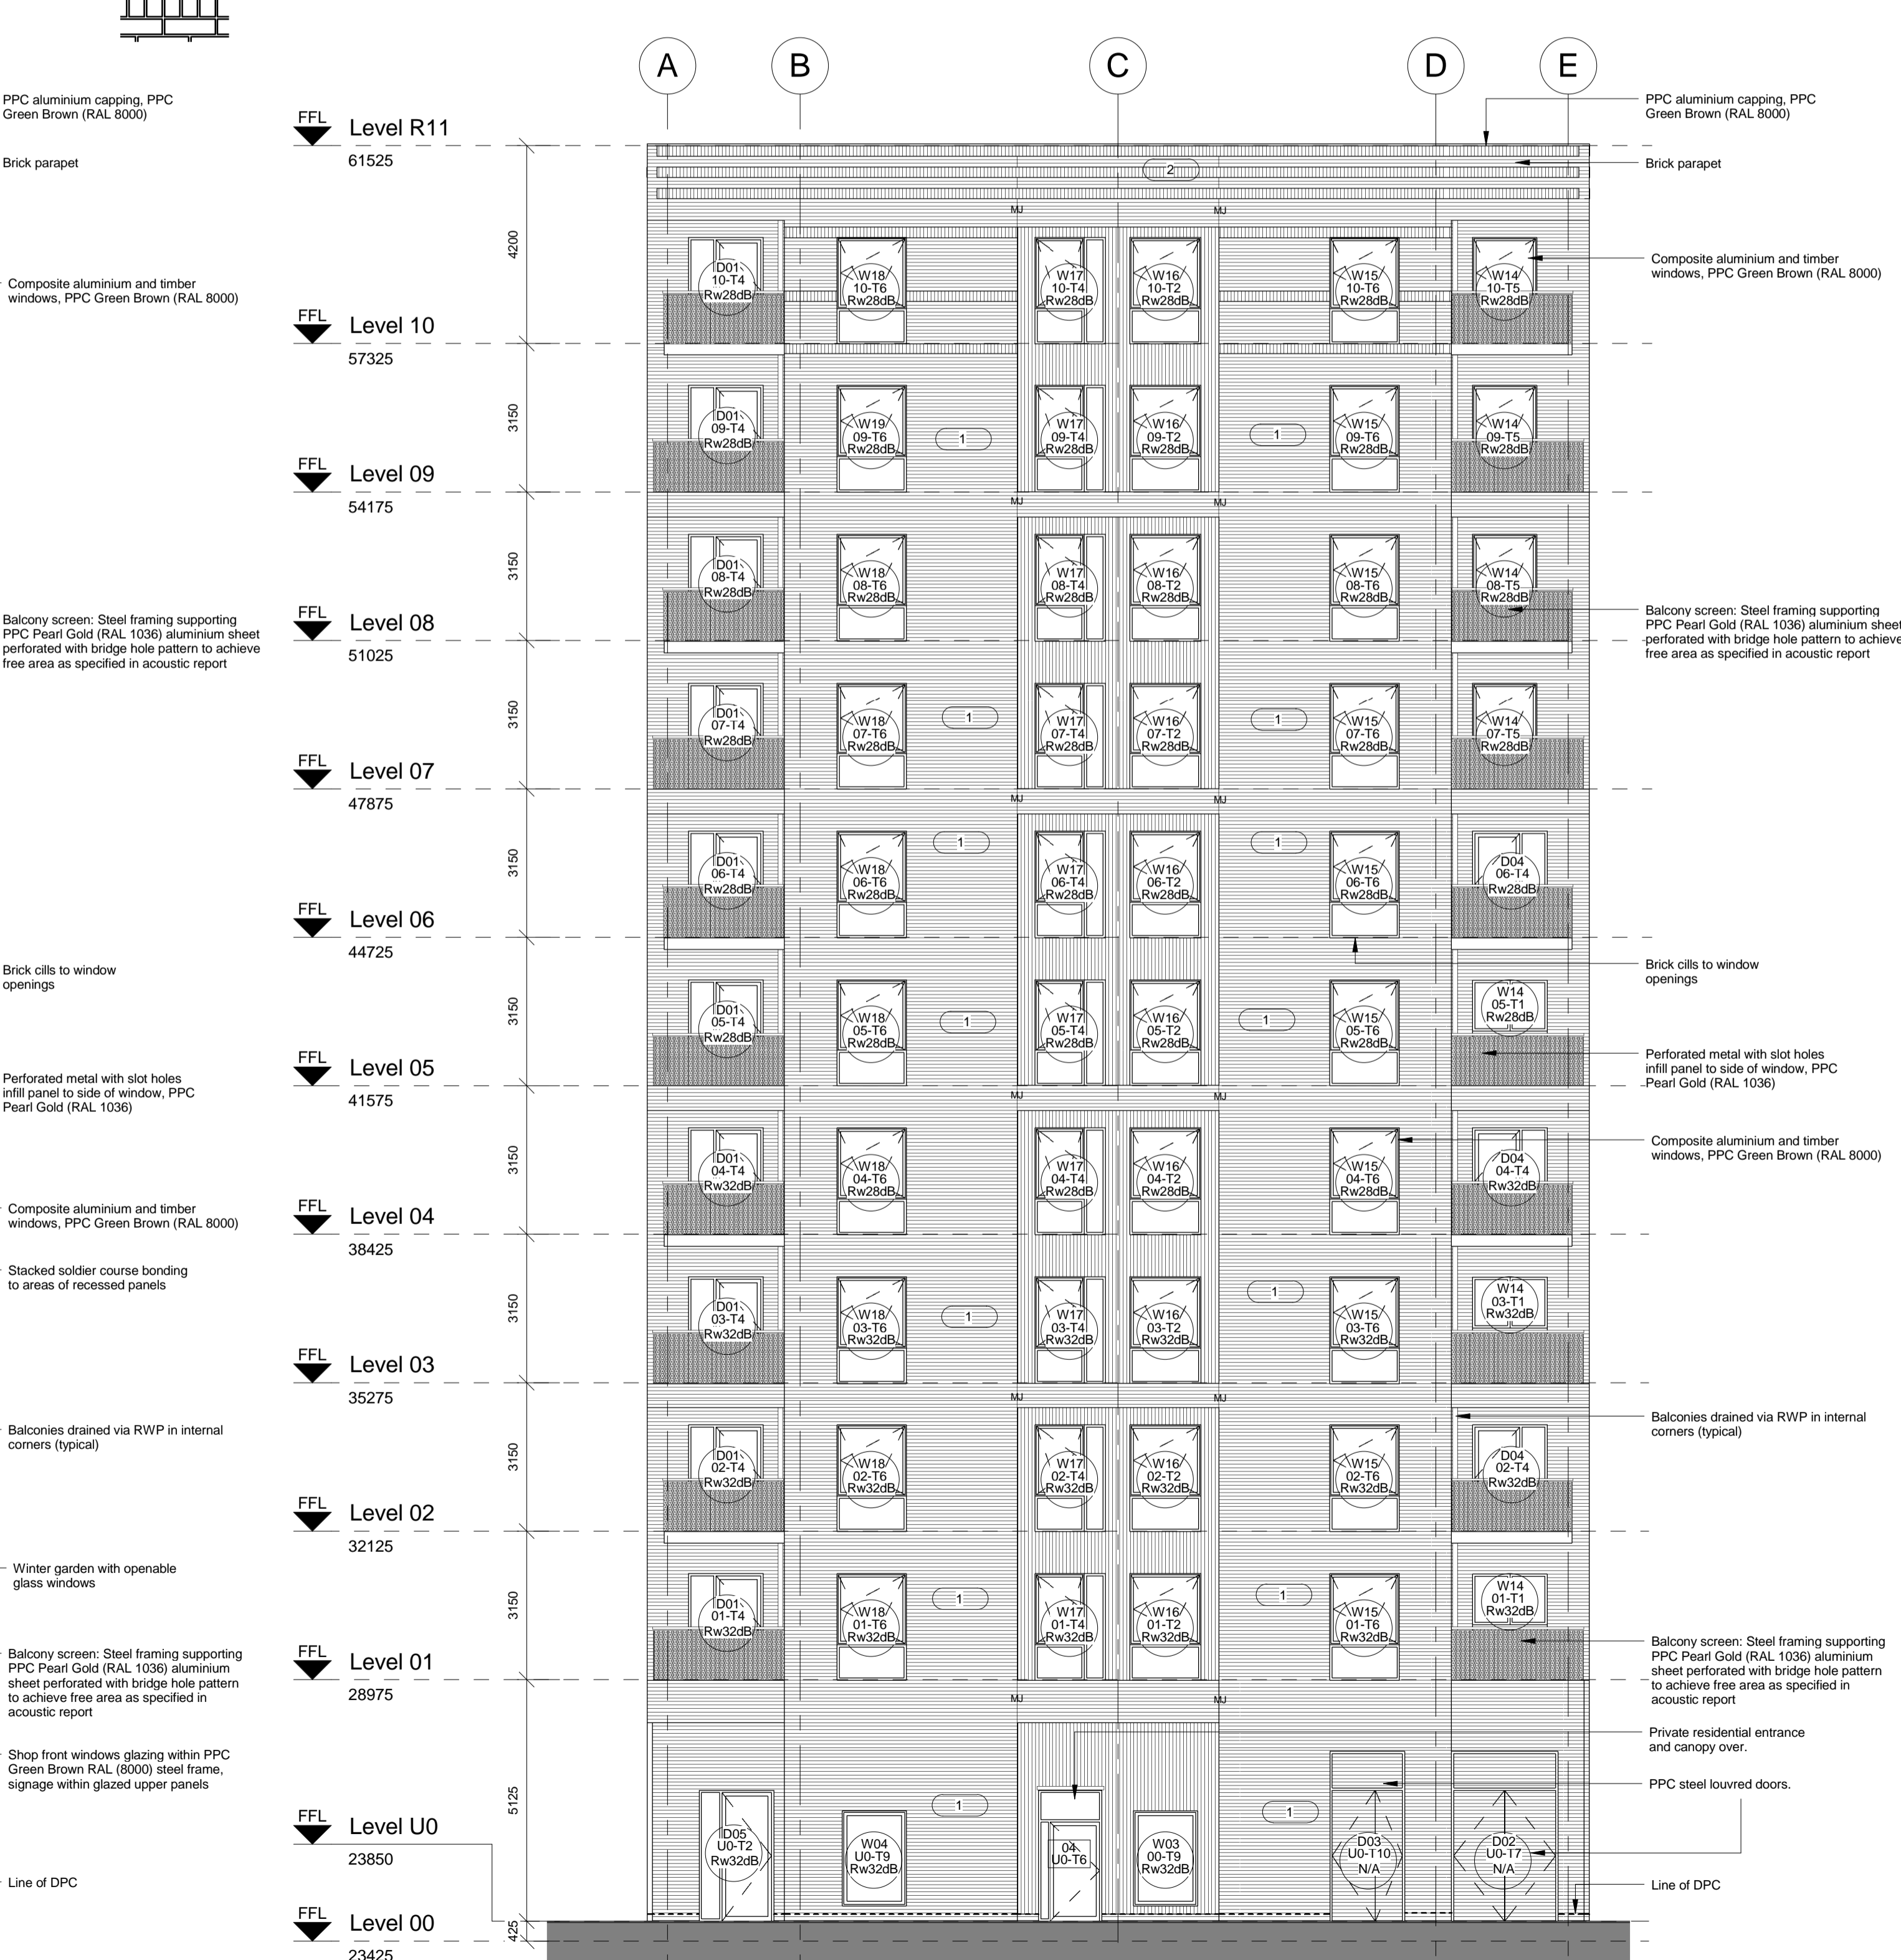 A
B
C
D
E
PPC aluminium capping, PPC
Green Brown (RAL 8000)
Brick parapet
Composite aluminium and timber
windows, PPC Green Brown (RAL 8000)
Balcony screen: Steel framing supporting
PPC Pearl Gold (RAL 1036) aluminium sheet
perforated with bridge hole pattern to achieve
free area as specified in acoustic report
Brick cills to window
openings
Perforated metal with slot holes
infill panel to side of window, PPC
Pearl Gold (RAL 1036)
Composite aluminium and timber
windows, PPC Green Brown (RAL 8000)
Stacked soldier course bonding
to areas of recessed panels
Balconies drained via RWP in internal
corners (typical)
Winter garden with openable
glass windows
Balcony screen: Steel framing supporting
PPC Pearl Gold (RAL 1036) aluminium
sheet perforated with bridge hole pattern
to achieve free area as specified in
acoustic report
Shop front windows glazing within PPC
Green Brown RAL (8000) steel frame,
signage within glazed upper panels
Line of DPC
FFL
Level R11
61525
FFL
Level 10
57325
FFL
Level 09
54175
FFL
Level 08
51025
FFL
Level 07
47875
FFL
Level 06
44725
FFL
Level 05
41575
FFL
Level 04
38425
FFL
Level 03
35275
FFL
Level 02
32125
FFL
Level 01
28975
FFL
Level U0
23850
FFL
Level 00
23425
4200
3150
3150
3150
3150
3150
3150
3150
3150
3150
5125
425
2
MJ
MJ
D01
10-T4
Rw28dB
W18
10-T6
Rw28dB
W17
10-T4
Rw28dB
W16
10-T2
Rw28dB
W15
10-T6
Rw28dB
W14
10-T5
Rw28dB
D01
09-T4
Rw28dB
W19
09-T6
Rw28dB
1
W17
09-T4
Rw28dB
W16
09-T2
Rw28dB
1
W15
09-T6
Rw28dB
W14
09-T5
Rw28dB
MJ
MJ
D01
08-T4
Rw28dB
W18
08-T6
Rw28dB
W17
08-T4
Rw28dB
W16
08-T2
Rw28dB
W15
08-T6
Rw28dB
W14
08-T5
Rw28dB
D01
07-T4
Rw28dB
W18
07-T6
Rw28dB
1
W17
07-T4
Rw28dB
W16
07-T2
Rw28dB
1
W15
07-T6
Rw28dB
W14
07-T5
Rw28dB
MJ
MJ
D01
06-T4
Rw28dB
W18
06-T6
Rw28dB
1
W17
06-T4
Rw28dB
W16
06-T2
Rw28dB
1
W15
06-T6
Rw28dB
D04
06-T4
Rw28dB
D01
05-T4
Rw28dB
W18
05-T6
Rw28dB
1
W17
05-T4
Rw28dB
W16
05-T2
Rw28dB
1
W15
05-T6
Rw28dB
W14
05-T1
Rw28dB
MJ
MJ
D01
04-T4
Rw32dB
W18
04-T6
Rw28dB
W17
04-T4
Rw28dB
W16
04-T2
Rw28dB
W15
04-T6
Rw28dB
D04
04-T4
Rw32dB
D01
03-T4
Rw32dB
W18
03-T6
Rw32dB
1
W17
03-T4
Rw32dB
W16
03-T2
Rw32dB
1
W15
03-T6
Rw32dB
W14
03-T1
Rw32dB
MJ
MJ
D01
02-T4
Rw32dB
W18
02-T6
Rw32dB
W17
02-T4
Rw32dB
W16
02-T2
Rw32dB
W15
02-T6
Rw32dB
D04
02-T4
Rw32dB
D01
01-T4
Rw32dB
W18
01-T6
Rw32dB
1
W17
01-T4
Rw32dB
W16
01-T2
Rw32dB
1
W15
01-T6
Rw32dB
W14
01-T1
Rw32dB
MJ
MJ
D05
U0-T2
Rw32dB
W04
U0-T9
Rw32dB
1
04
U0-T6
W03
00-T9
Rw32dB
1
D03
U0-T10
N/A
D02
U0-T7
N/A
PPC aluminium capping, PPC
Green Brown (RAL 8000)
Brick parapet
Composite aluminium and timber
windows, PPC Green Brown (RAL 8000)
Balcony screen: Steel framing supporting
PPC Pearl Gold (RAL 1036) aluminium sheet
perforated with bridge hole pattern to achieve
free area as specified in acoustic report
Brick cills to window
openings
Perforated metal with slot holes
infill panel to side of window, PPC
Pearl Gold (RAL 1036)
Composite aluminium and timber
windows, PPC Green Brown (RAL 8000)
Balconies drained via RWP in internal
corners (typical)
Balcony screen: Steel framing supporting
PPC Pearl Gold (RAL 1036) aluminium
sheet perforated with bridge hole pattern
to achieve free area as specified in
acoustic report
Private residential entrance
and canopy over.
PPC steel louvred doors.
Line of DPC